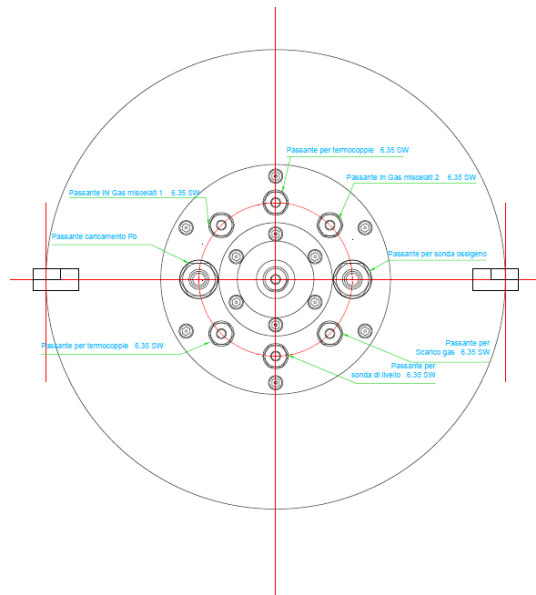 Passante per termocoppie 6.35 SW
Passante IN Gas miscelati 2 6.35 SW
Passante IN Gas miscelati 1 6.35 SW
Passante caricamento Pb
Passante per sonda ossigeno
Passante per termocoppie 6.35 SW
Passante per
Scarico gas 6.35 SW
Passante per
sonda di livello 6.35 SW